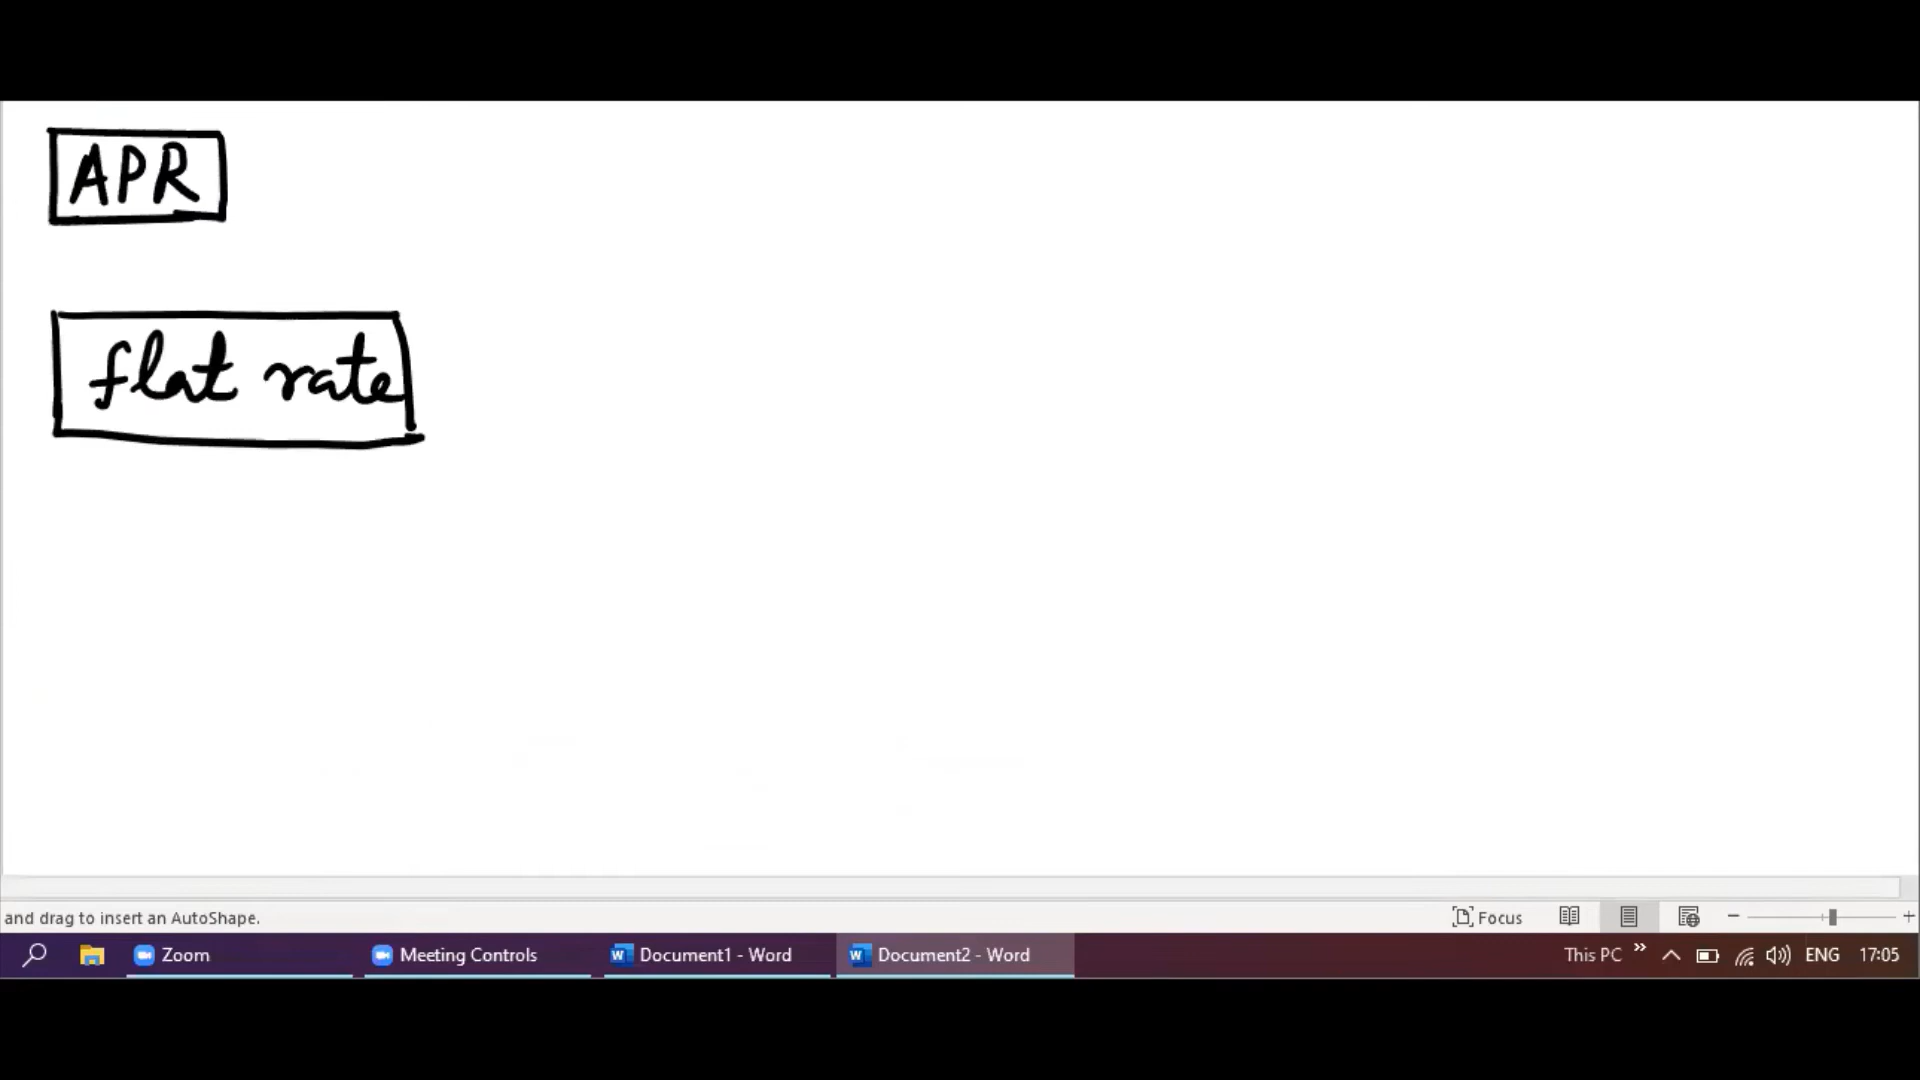 APR
flat rate
and drag to insert an AutoShape.
Focus
Zoom
Meeting Controls
Document1 - Word
Document2 - Word
This PC
ENG
17:05